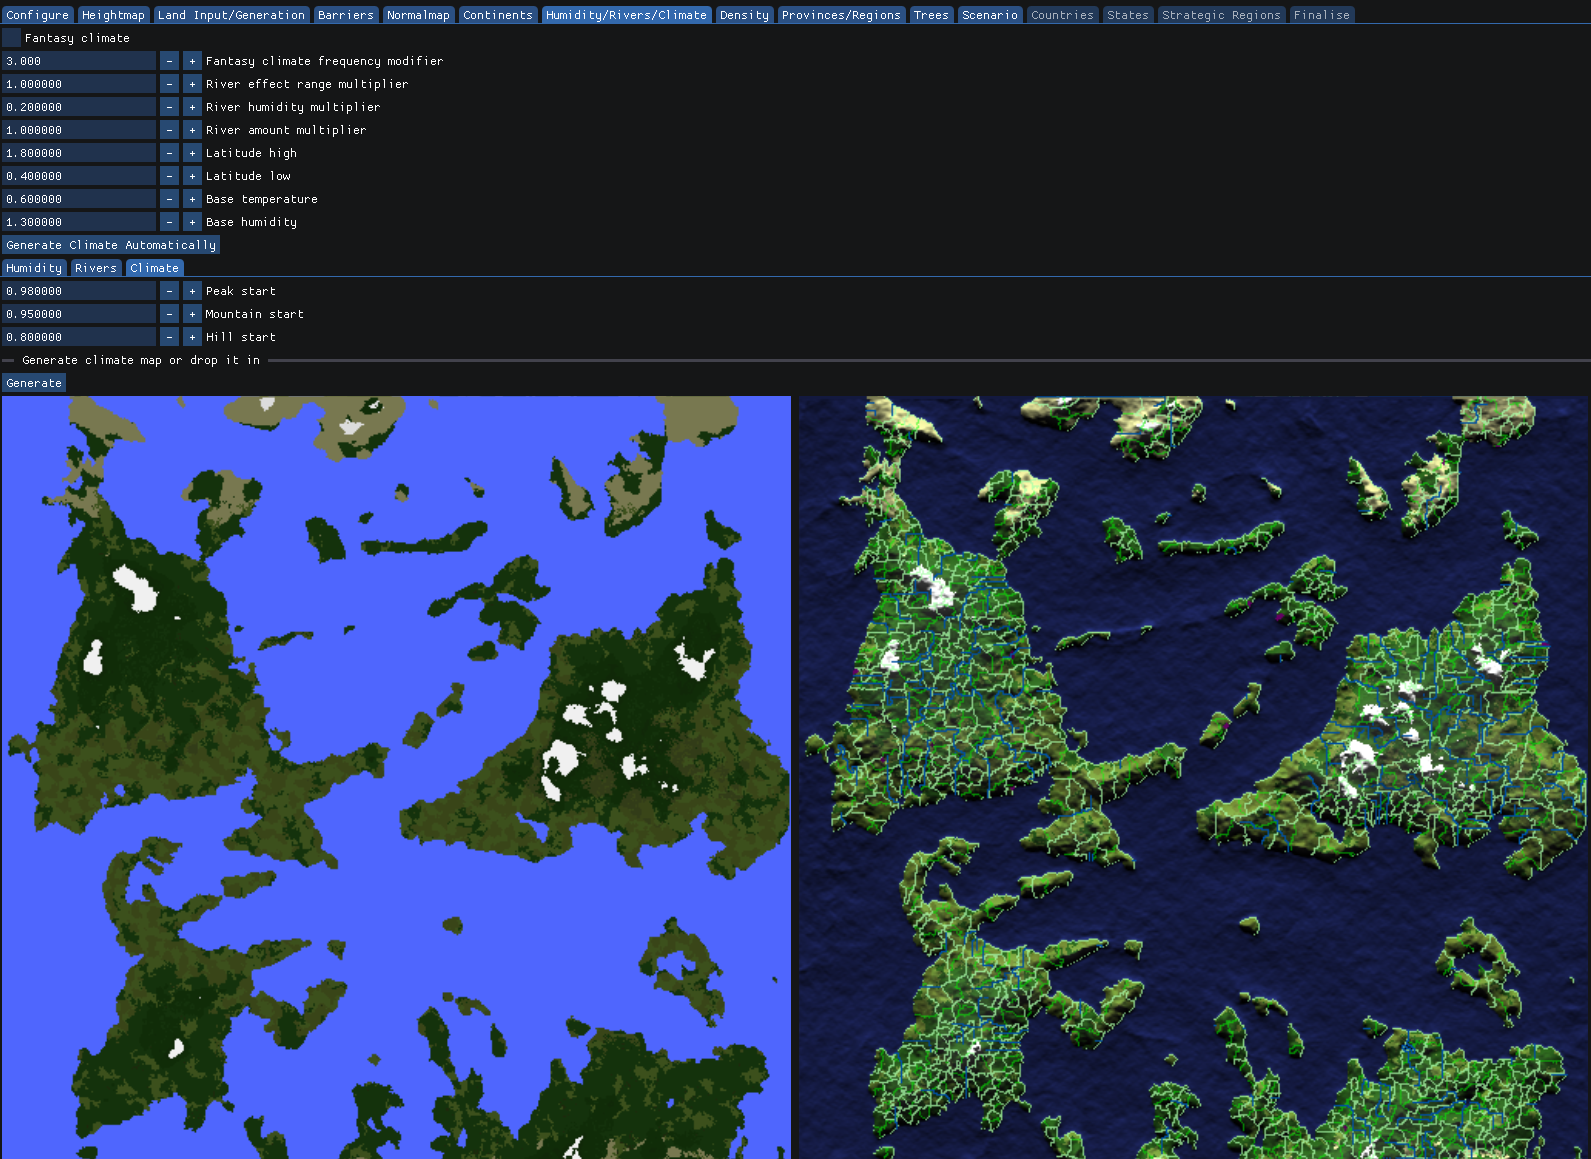 Configure Heightmap Land Input/Generation Barriers Normalmap Continents Humidity/Rivers/Climate Density Provinces/Regions Trees Scenario Countries States Strategic Regions Finalise
Fantasy climate
3.000 - + Fantasy climate frequency modifier
1.000000 - + River effect range multiplier
0.200000 - + River humidity multiplier
1.000000 - + River amount multiplier
1.800000 - + Latitude high
0.400000 - + Latitude low
0.600000 - + Base temperature
1.300000 - + Base humidity
Generate Climate Automatically
Humidity Rivers Climate
0.980000 - + Peak start
0.950000 - + Mountain start
0.800000 - + Hill start
Generate climate map or drop it in
Generate